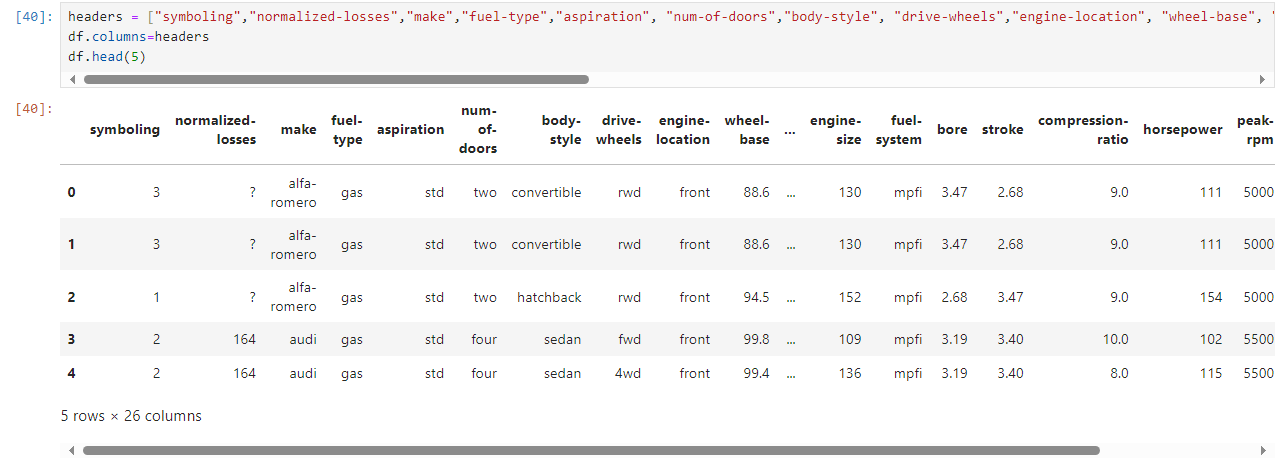 [40]: headers = ["symboling","normalized-losses","make","fuel-type","aspiration", "num-of-doors","body-style", "drive-wheels","engine-location", "wheel-base", "
df.columns=headers
df.head(5)
[40]:
symboling normalized-losses make fuel-type aspiration num-of-doors body-style drive-wheels engine-location wheel-base ... engine-size fuel-system bore stroke compression-ratio horsepower peak-rpm
0 3 ? alfa-romero gas std two convertible rwd front 88.6 ... 130 mpfi 3.47 2.68 9.0 111 5000
1 3 ? alfa-romero gas std two convertible rwd front 88.6 ... 130 mpfi 3.47 2.68 9.0 111 5000
2 1 ? alfa-romero gas std two hatchback rwd front 94.5 ... 152 mpfi 2.68 3.47 9.0 154 5000
3 2 164 audi gas std four sedan fwd front 99.8 ... 109 mpfi 3.19 3.40 10.0 102 5500
4 2 164 audi gas std four sedan 4wd front 99.4 ... 136 mpfi 3.19 3.40 8.0 115 5500
5 rows × 26 columns